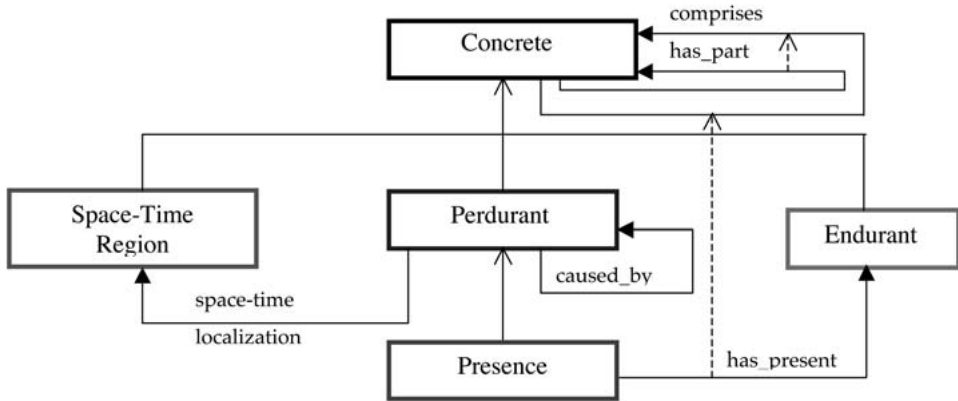 comprises
Concrete
has_part
Space-Time
Region
Perdurant
Endurant
caused_by
space-time
localization
Presence
has_present